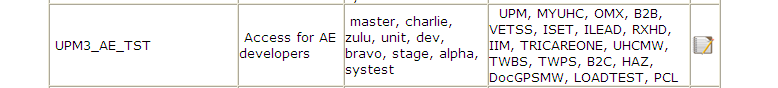 UPM3_AE_TST
Access for AE
developers
master, charlie,
zulu, unit, dev,
bravo, stage, alpha,
systest
UPM, MYUHC, OMX, B2B,
VETSS, ISET, ILEAD, RXHD,
IIM, TRICAREONE, UHCMW,
TWBS, TWPS, B2C, HAZ,
DocGPSMW, LOADTEST, PCL